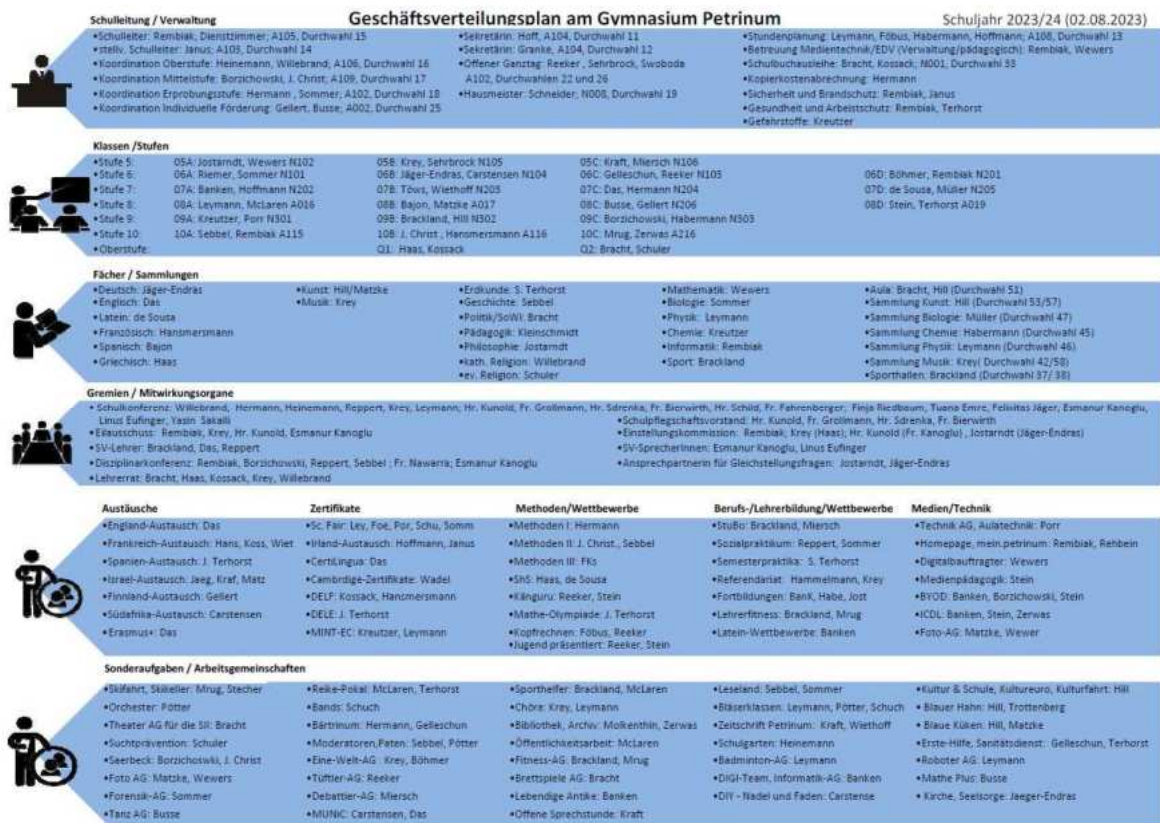 Geschäftsverteilungsplan am Gymnasium Petrinum
Schuljahr 2023/24 (02.08.2023)
Schulleitung / Verwaltung
•Schulleiter: Rembiak, Dienstzimmer; A105, Durchwahl 15
•stellv. Schulleiter: Janus; A103, Durchwahl 14
•Koordination Oberstufe: Heinemann, Willebrand, A106, Durchwahl 16
•Koordination Mittelstufe: Borzichowski, J. Christ; A109, Durchwahl 17
•Koordination Erprobungsstufe: Hermann , Sommer, A102, Durchwahl 18
•Koordination Individuelle Förderung: Gellert, Busse; A002, Durchwahl 25
•Sekretärin: Hoff, A104, Durchwahl 11
•Sekretärin: Granke, A104, Durchwahl 12
•Offener Ganztag: Reeker , Sehrbrock, Swoboda
A102, Durchwahlen 22 und 26
•Hausmeister: Schneider; N008, Durchwahl 19
•Stundenplanung: Leymann, Föbus, Habermann, Hoffmann; A108, Durchwahl 13
•Betreuung Medientechnik/EDV (Verwaltung/pädagogisch): Rembiak, Wewers
•Schulbuchausleihe: Bracht, Kossack; N001, Durchwahl 33
•Kopierkostenabrechnung: Hermann
•Sicherheit und Brandschutz: Rembiak, Janus
•Gesundheit und Arbeistschutz: Rembiak, Terhorst
•Gefahrstoffe: Kreutzer
Klassen /Stufen
•Stufe 5: 05A: Jostarndt, Wewers N102 05B: Krey, Sehrbrock N105 05C: Kraft, Miersch N106
•Stufe 6: 06A: Riemer, Sommer N101 06B: Jäger-Endras, Carstensen N104 06C: Gelleschun, Reeker N103 06D: Böhmer, Rembiak N201
•Stufe 7: 07A: Banken, Hoffmann N202 07B: Töws, Wiethoff N203 07C: Das, Hermann N204 07D: de Sousa, Müller N205
•Stufe 8: 08A: Leymann, McLaren A016 08B: Bajon, Matzke A017 08C: Busse, Gellert N206 08D: Stein, Terhorst A019
•Stufe 9: 09A: Kreutzer, Porr N301 09B: Brackland, Hill N302 09C: Borzichowski, Habermann N303
•Stufe 10: 10A: Sebbel, Rembiak A115 10B: J. Christ , Hansmersmann A116 10C: Mrug, Zerwas A216
•Oberstufe: Q1: Haas, Kossack Q2: Bracht, Schuler
Fächer / Sammlungen
•Deutsch: Jäger-Endras
•Englisch: Das
•Latein: de Sousa
•Französisch: Hansmersmann
•Spanisch: Bajon
•Griechisch: Haas
•Kunst: Hill/Matzke
•Musik: Krey
•Erdkunde: S. Terhorst
•Geschichte: Sebbel
•Politik/SoWi: Bracht
•Pädagogik: Kleinschmidt
•Philosophie: Jostarndt
•kath. Religion: Willebrand
•ev. Religion: Schuler
•Mathematik: Wewers
•Biologie: Sommer
•Physik: Leymann
•Chemie: Kreutzer
•Informatik: Rembiak
•Sport: Brackland
•Aula: Bracht, Hill (Durchwahl 51)
•Sammlung Kunst: Hill (Durchwahl 53/57)
•Sammlung Biologie: Müller (Durchwahl 47)
•Sammlung Chemie: Habermann (Durchwahl 45)
•Sammlung Physik: Leymann (Durchwahl 46)
•Sammlung Musik: Krey( Durchwahl 42/58)
•Sporthallen: Brackland (Durchwahl 37/ 38)
Gremien / Mitwirkungsorgane
• Schulkonferenz: Willebrand, Hermann, Heinemann, Reppert, Krey, Leymann; Hr. Kunold, Fr. Grollmann, Hr. Sdrenka, Fr. Bierwirth, Hr. Schild, Fr. Fahrenberger, Finja Riedbaum, Tuana Emre, Felicitas Jäger, Esmanur Kanoglu,
Linus Eufinger, Yasin Sakalli
•Eilausschuss: Rembiak, Krey, Hr. Kunold, Esmanur Kanoglu
•SV-Lehrer: Brackland, Das, Reppert
•Disziplinarkonferenz: Rembiak, Borzichowski, Reppert, Sebbel ; Fr. Nawarra; Esmanur Kanoglu
•Lehrerrat: Bracht, Haas, Kossack, Krey, Willebrand
•Schulpflegschaftsvorstand: Hr. Kunold, Fr. Grollmann, Hr. Sdrenka, Fr. Bierwirth
•Einstellungskommission: Rembiak, Krey (Haas); Hr. Kunold (Fr. Kanoglu) , Jostarndt (Jäger-Endras)
•SV-SprecherInnen: Esmanur Kanoglu, Linus Eufinger
•Ansprechpartnerin für Gleichstellungsfragen: Jostarndt, Jäger-Endras
Austäusche
•England-Austausch: Das
•Frankreich-Austausch: Hans, Koss, Wiet
•Spanien-Austausch: J. Terhorst
•Israel-Austausch: Jaeg, Kraf, Matz
•Finnland-Austausch: Gellert
•Südafrika-Austausch: Carstensen
•Erasmus+: Das
Zertifikate
•Sc. Fair: Ley, Foe, Por, Schu, Somm
•Irland-Austausch: Hoffmann, Janus
•CertiLingua: Das
•Cambrdige-Zertifikate: Wadel
•DELF: Kossack, Hansmersmann
•DELE: J. Terhorst
•MINT-EC: Kreutzer, Leymann
Methoden/Wettbewerbe
•Methoden I: Hermann
•Methoden II: J. Christ., Sebbel
•Methoden III: FKs
•ShS: Haas, de Sousa
•Känguru: Reeker, Stein
•Mathe-Olympiade: J. Terhorst
•Kopfrechnen: Föbus, Reeker
•Jugend präsentiert: Reeker, Stein
Berufs-/Lehrerbildung/Wettbewerbe
•StuBo: Brackland, Miersch
•Sozialpraktikum: Reppert, Sommer
•Semesterpraktika: S. Terhorst
•Referendariat: Hammelmann, Krey
•Fortbildungen: BanK, Habe, Jost
•Lehrerfitness: Brackland, Mrug
•Latein-Wettbewerbe: Banken
Medien/Technik
•Technik AG, Aulatechnik: Porr
•Homepage, mein.petrinum: Rembiak, Rehbein
•Digitalbauftragter: Wewers
•Medienpädagogik: Stein
•BYOD: Banken, Borzichowski, Stein
•ICDL: Banken, Stein, Zerwas
•Foto-AG: Matzke, Wewer
Sonderaufgaben / Arbeitsgemeinschaften
•Skifahrt, Skikeller: Mrug, Stecher
•Orchester: Pötter
•Theater AG für die SII: Bracht
•Suchtprävention: Schuler
•Saerbeck: Borzichoswki, J. Christ
•Foto AG: Matzke, Wewers
•Forensik-AG: Sommer
•Tanz AG: Busse
•Reike-Pokal: McLaren, Terhorst
•Bands: Schuch
•Bärtrinum: Hermann, Gelleschun
•Moderatoren,Paten: Sebbel, Pötter
•Eine-Welt-AG : Krey, Böhmer
•Tüftler-AG: Reeker
•Debattier-AG: Miersch
•MUNiC: Carstensen, Das
•Sporthelfer: Brackland, McLaren
•Chöre: Krey, Leymann
•Bibliothek, Archiv: Molkenthin, Zerwas
•Öffentlichkeitsarbeit: McLaren
•Fitness-AG: Brackland, Mrug
•Brettspiele AG: Bracht
•Lebendige Antike: Banken
•Offene Sprechstunde: Kraft
•Leseland: Sebbel, Sommer
•Bläserklassen: Leymann, Pötter, Schuch
•Zeitschrift Petrinum: Kraft, Wiethoff
•Schulgarten: Heinemann
•Badminton-AG: Leymann
•DIGI-Team, Informatik-AG: Banken
•DIY - Nadel und Faden: Carstense
•Kultur & Schule, Kultureuro, Kulturfahrt: Hill
• Blauer Hahn: Hill, Trottenberg
• Blaue Küken: Hill, Matzke
•Erste-Hilfe, Sanitätsdienst: Gelleschun, Terhorst
•Roboter AG: Leymann
•Mathe Plus: Busse
• Kirche, Seelsorge: Jaeger-Endras